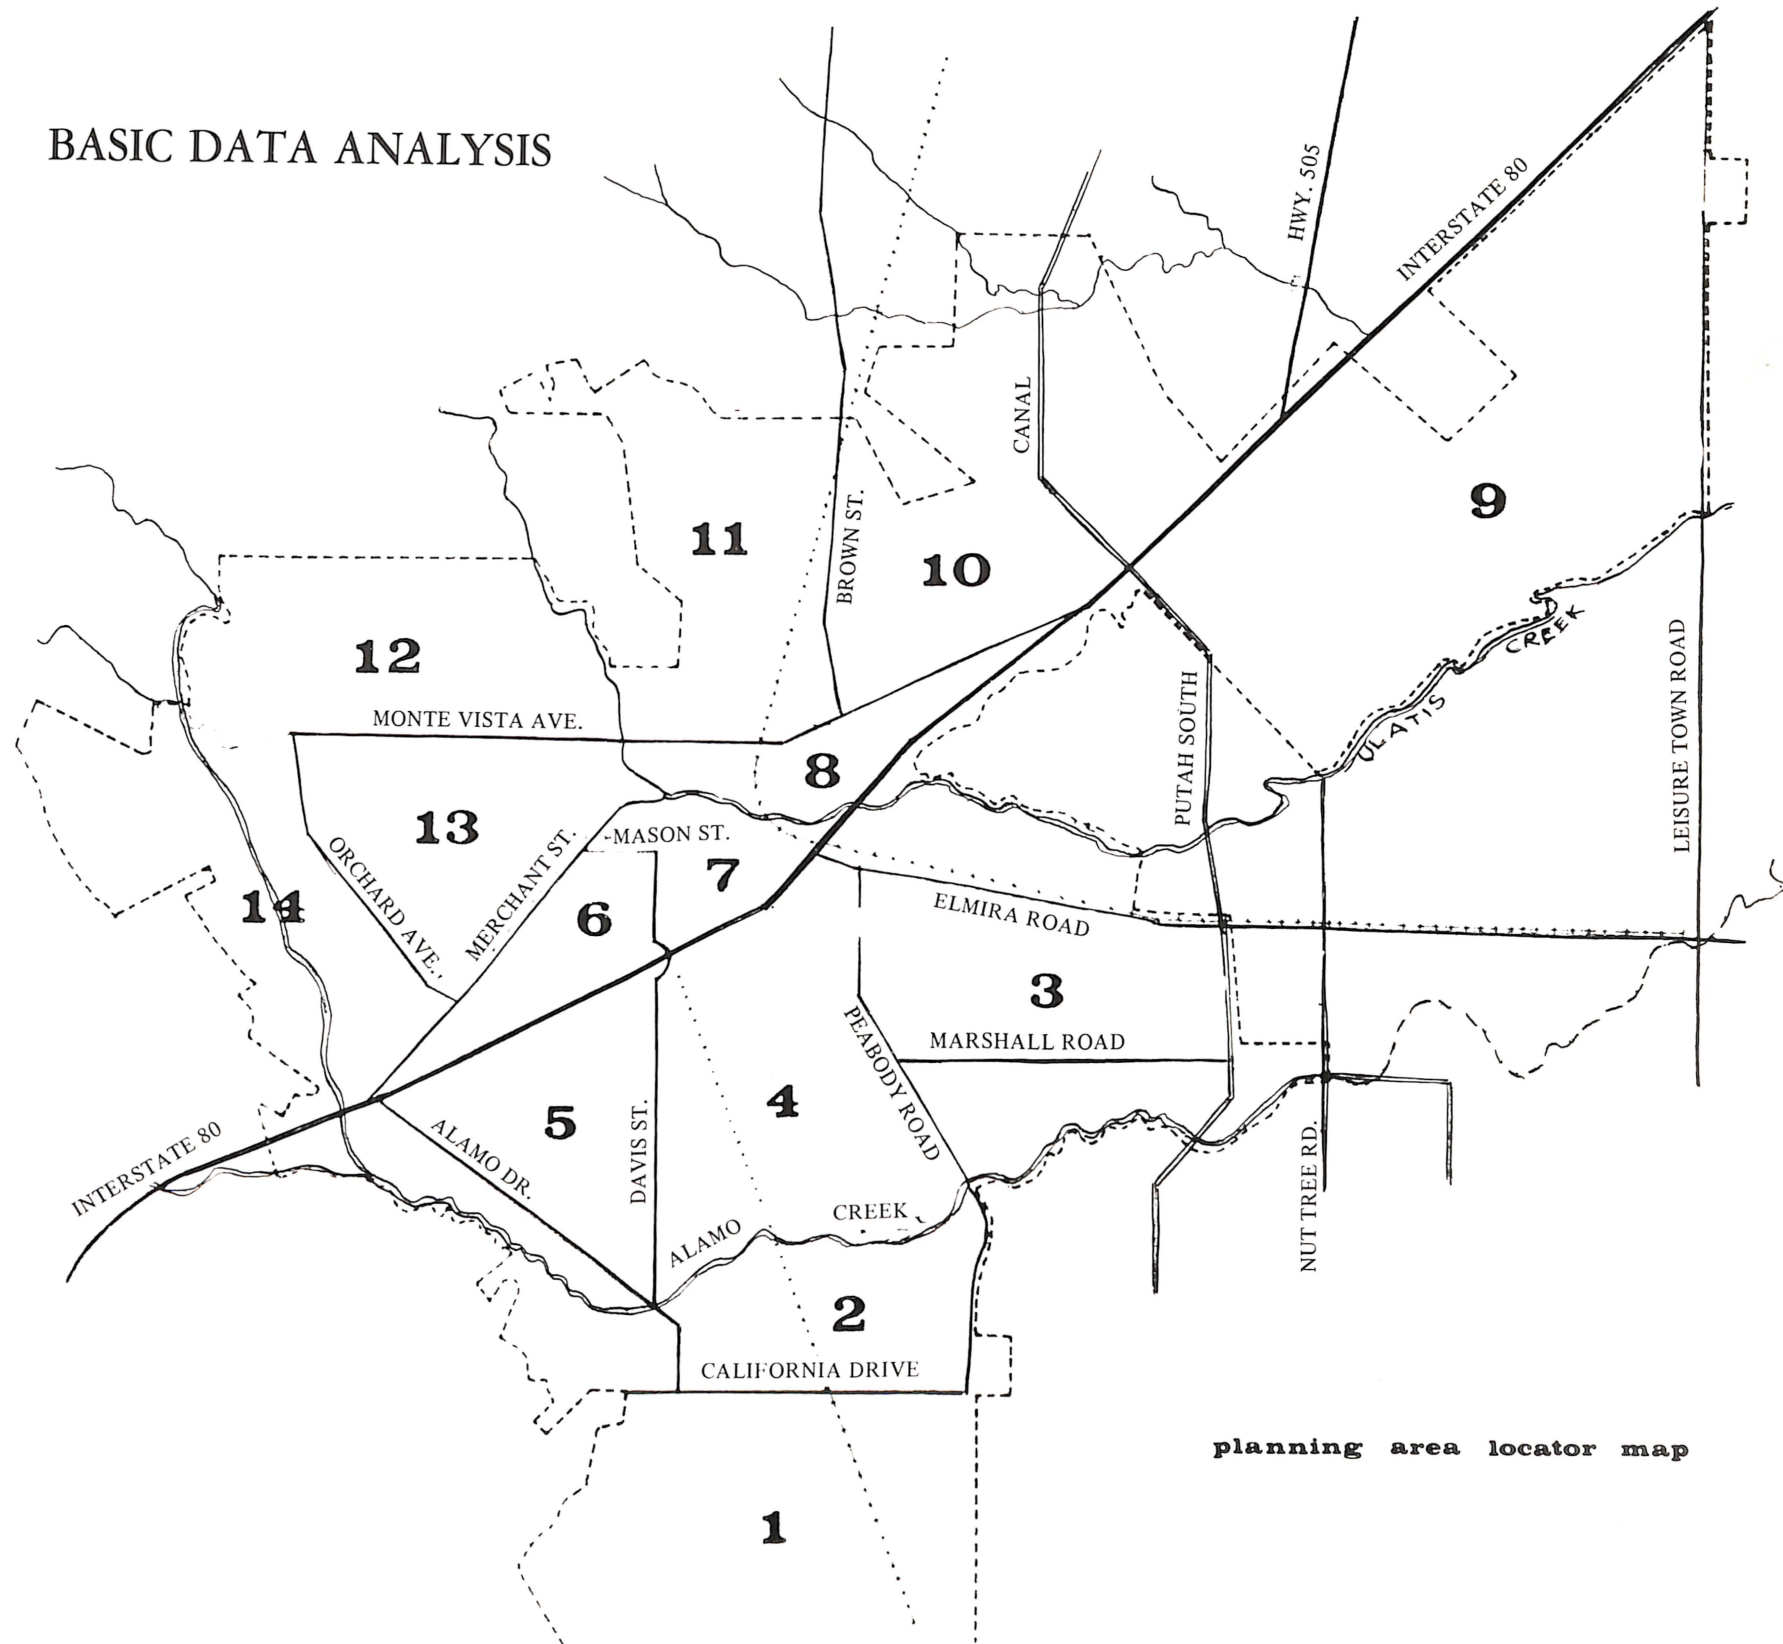 BASIC DATA ANALYSIS
HWY. 505
INTERSTATE 80
CANAL
9
11
BROWN ST.
10
12
CREEK
ULATIS
LEISURE TOWN ROAD
MONTE VISTA AVE.
PUTAH SOUTH
8
13
MASON ST.
ORCHARD AVE.
MERCHANT ST.
7
14
6
ELMIRA ROAD
3
PEABODY ROAD
MARSHALL ROAD
4
5
INTERSTATE 80
ALAMO DR.
DAVIS ST.
NUT TREE RD.
ALAMO
CREEK
2
CALIFORNIA DRIVE
planning area locator map
1